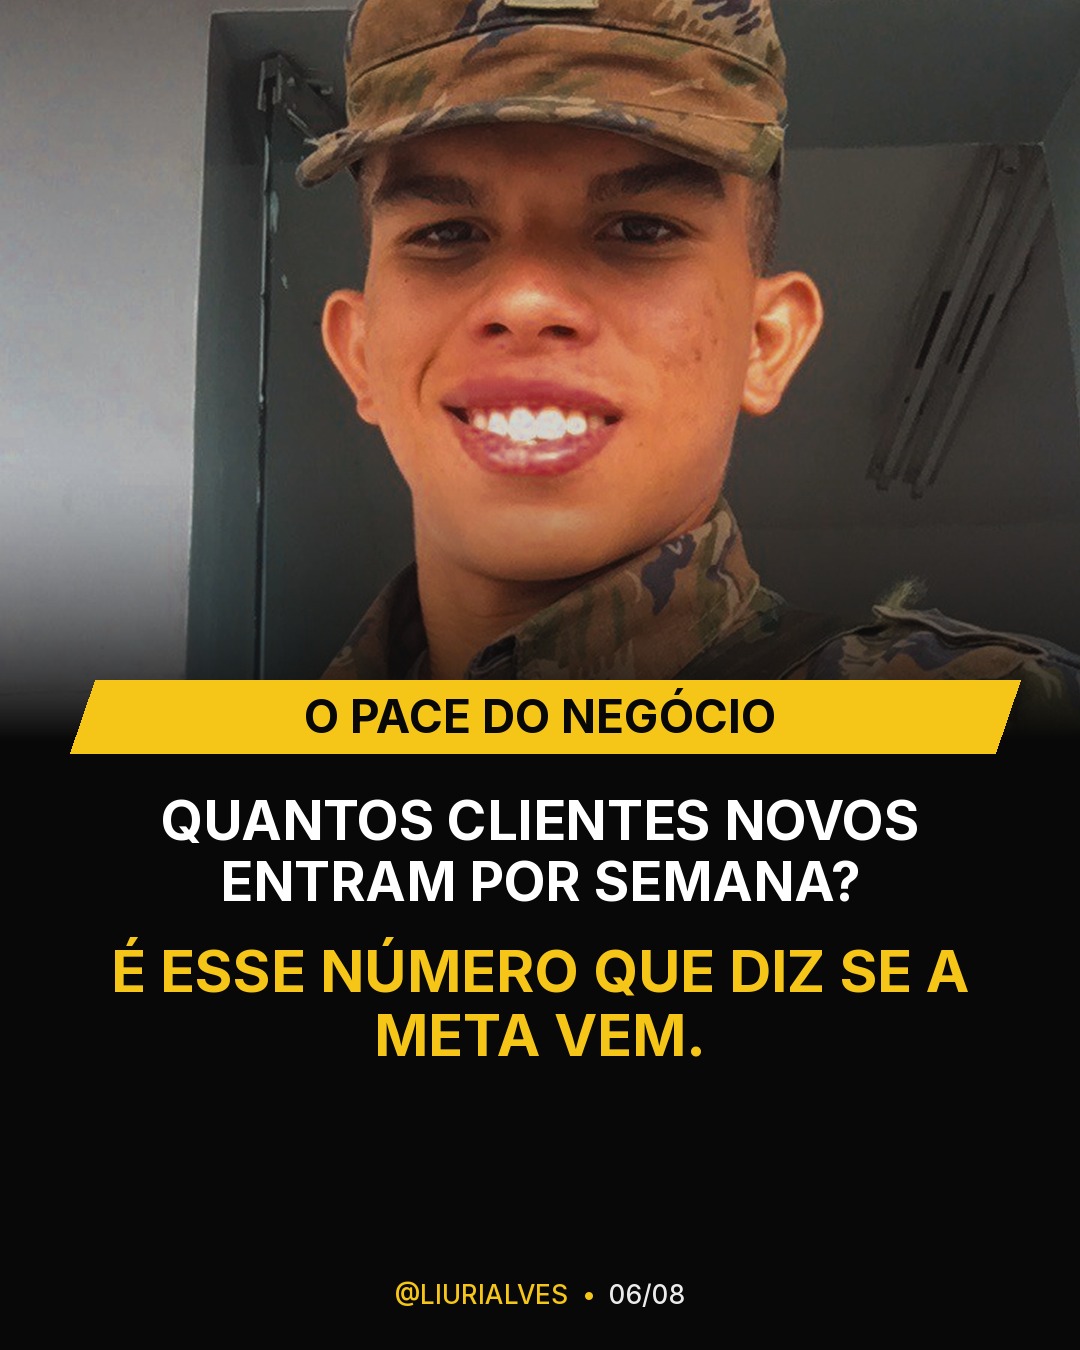 O PACE DO NEGÓCIO
QUANTOS CLIENTES NOVOS
ENTRAM POR SEMANA?
É ESSE NÚMERO QUE DIZ SE A
META VEM.
@LIURIALVES • 06/08